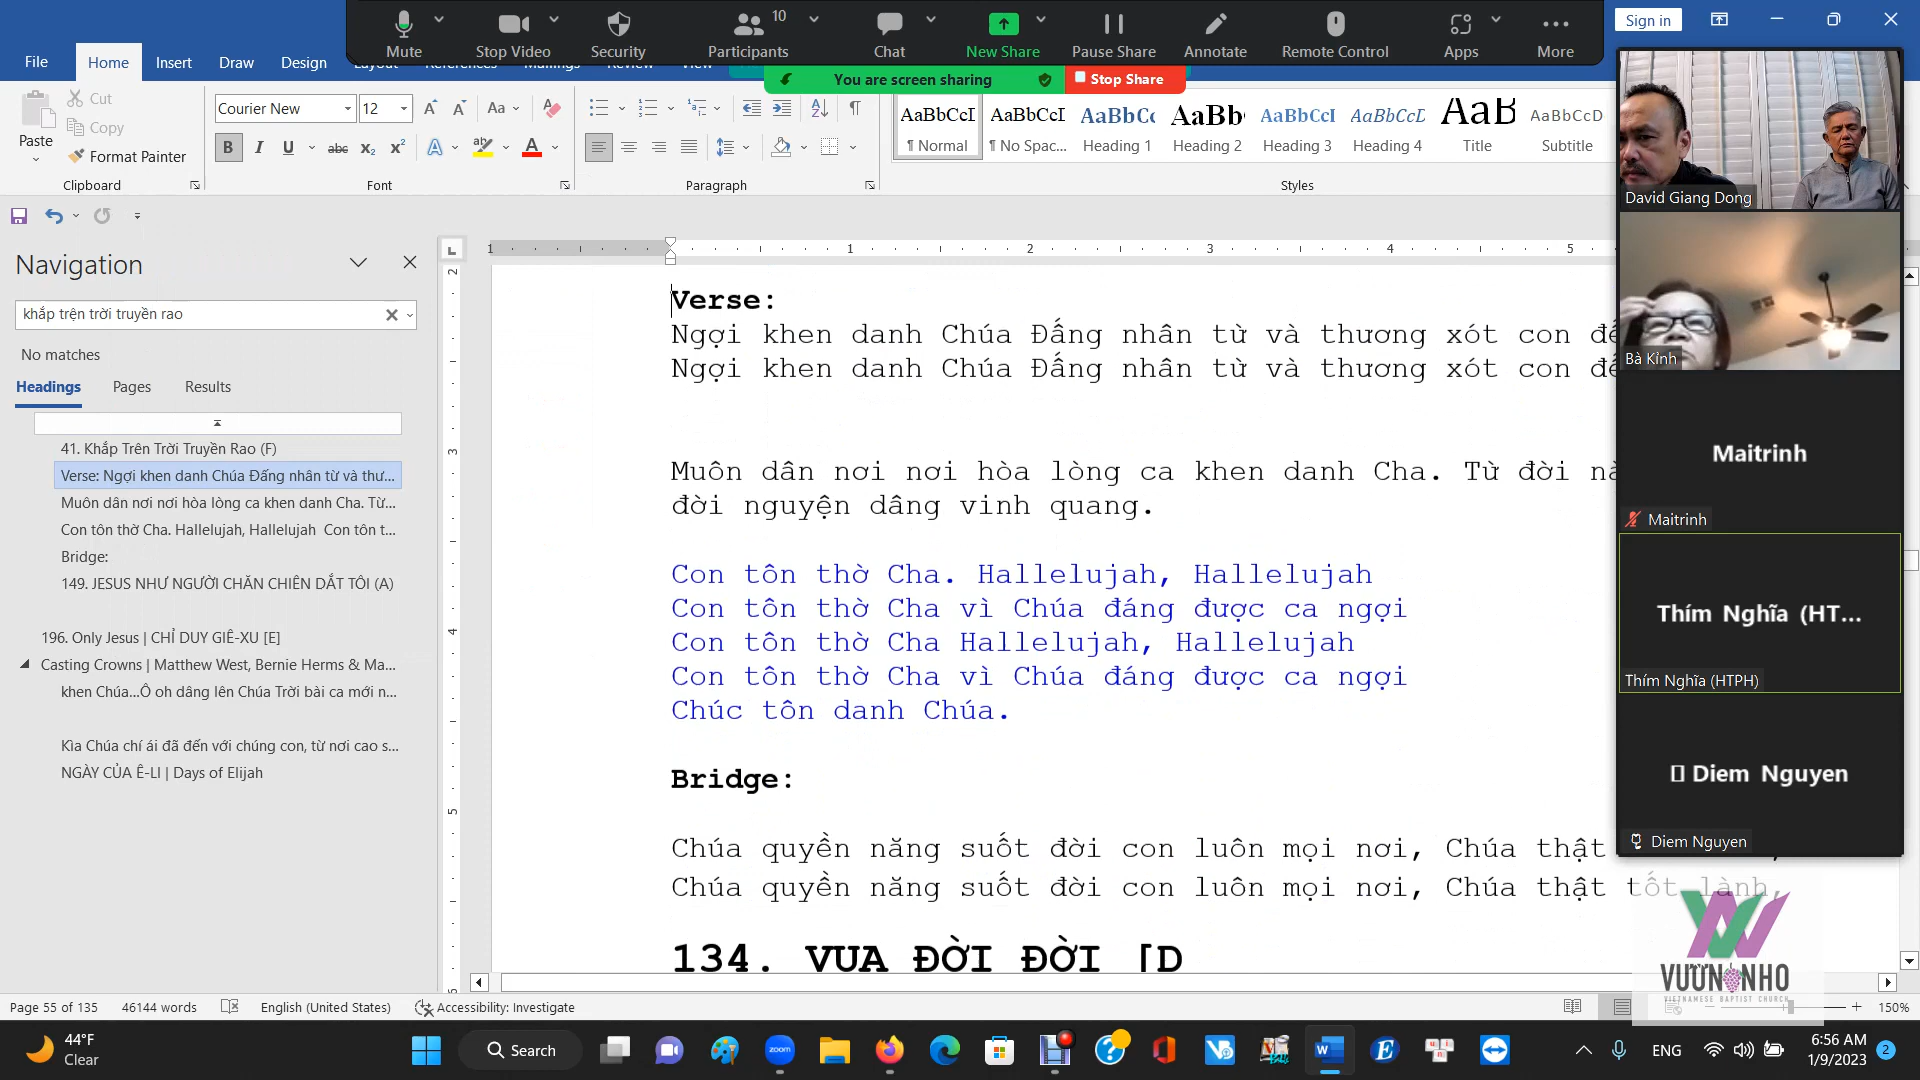 Mute
Stop Video
Security
Participants
10
Chat
New Share
Pause Share
Annotate
Remote Control
Apps
More
Sign in
You are screen sharing
Stop Share
File
Home
Insert
Draw
Design
Cut
Copy
Paste
Format Painter
Clipboard
Courier New
12
Font
Paragraph
AaBbCcI
¶ Normal
AaBbCcI
¶ No Spac...
AaBbCc
Heading 1
AaBb
Heading 2
AaBbCcI
Heading 3
AaBbCcD
Heading 4
AaB
Title
AaBbCcD
Subtitle
Styles
Navigation
khắp trện trời truyền rao
No matches
Headings
Pages
Results
41. Khắp Trên Trời Truyền Rao (F)
Verse: Ngợi khen danh Chúa Đấng nhân từ và thư...
Muôn dân nơi nơi hòa lòng ca khen danh Cha. Từ...
Con tôn thờ Cha. Hallelujah, Hallelujah Con tôn t...
Bridge:
149. JESUS NHƯ NGƯỜI CHĂN CHIÊN DẮT TÔI (A)
196. Only Jesus | CHỈ DUY GIÊ-XU [E]
Casting Crowns | Matthew West, Bernie Herms & Ma...
khen Chúa...Ô oh dâng lên Chúa Trời bài ca mới n...
Kìa Chúa chí ái đã đến với chúng con, từ nơi cao s...
NGÀY CỦA Ê-LI | Days of Elijah
Verse:
Ngợi khen danh Chúa Đấng nhân từ và thương xót con
Ngợi khen danh Chúa Đấng nhân từ và thương xót con
Muôn dân nơi nơi hòa lòng ca khen danh Cha. Từ đời
đời nguyện dâng vinh quang.
Con tôn thờ Cha. Hallelujah, Hallelujah
Con tôn thờ Cha vì Chúa đáng được ca ngợi
Con tôn thờ Cha Hallelujah, Hallelujah
Con tôn thờ Cha vì Chúa đáng được ca ngợi
Chúc tôn danh Chúa.
Bridge:
Chúa quyền năng suốt đời con luôn mọi nơi, Chúa thật
Chúa quyền năng suốt đời con luôn mọi nơi, Chúa thật tốt lành,
134. VUA ĐỜI ĐỜI [D
David Giang Dong
Bà Kỉnh
Maitrinh
Maitrinh
Thím Nghĩa (HT...
Thím Nghĩa (HTPH)
Diem Nguyen
Diem Nguyen
VƯỜN NHO
VIETNAMESE BAPTIST CHURCH
Page 55 of 135
46144 words
English (United States)
Accessibility: Investigate
150%
44°F
Clear
Search
ENG
6:56 AM
1/9/2023
2